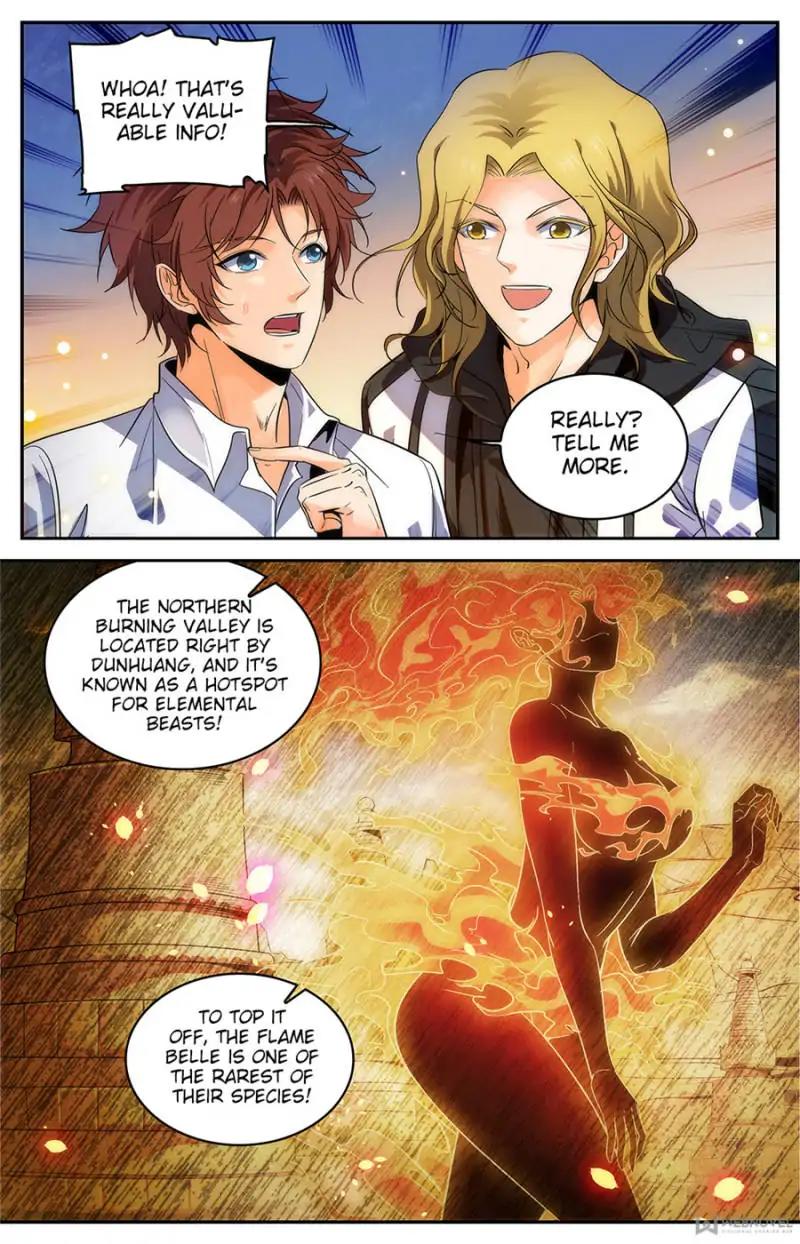 WHOA! THAT'S
REALLY VALU-
ABLE INFO!
REALLY?
TELL ME
MORE.
THE NORTHERN
BURNING VALLEY IS
LOCATED RIGHT BY
DUNHUANG, AND IT'S
KNOWN AS A HOTSPOT
FOR ELEMENTAL
BEASTS!
TO TOP IT
OFF, THE FLAME
BELLE IS ONE OF
THE RAREST OF
THEIR SPECIES!
WEBNOVEL